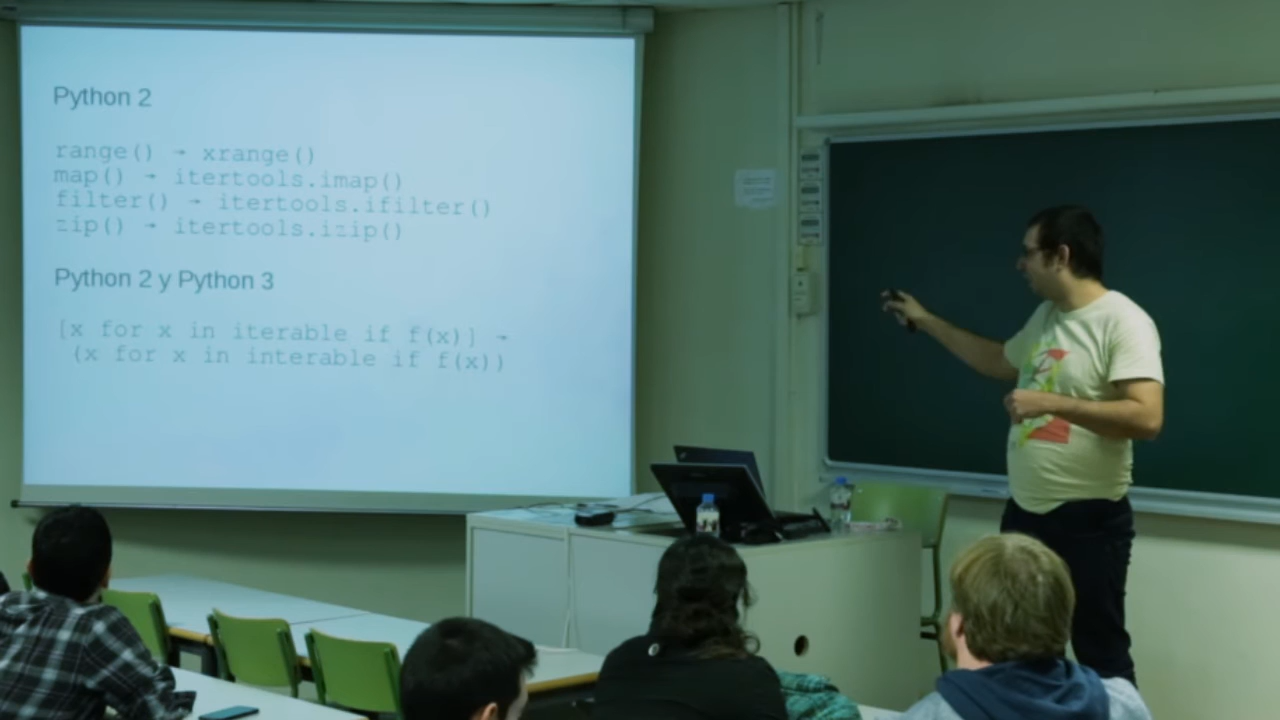 Python 2
range() → xrange()
map() → itertools.imap()
filter() → itertools.ifilter()
zip() → itertools.izip()
Python 2 y Python 3
[x for x in iterable if f(x)] →
(x for x in interable if f(x))